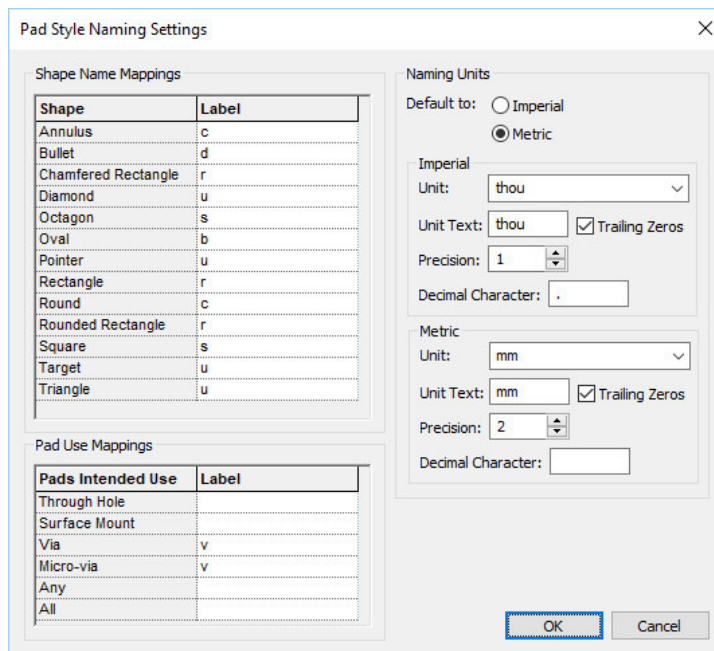 Pad Style Naming Settings
Shape Name Mappings
Shape Label
Annulus c
Bullet d
Chamfered Rectangle r
Diamond u
Octagon s
Oval b
Pointer u
Rectangle r
Round c
Rounded Rectangle r
Square s
Target u
Triangle u
Pad Use Mappings
Pads Intended Use Label
Through Hole
Surface Mount
Via v
Micro-via v
Any
All
Naming Units
Default to: Imperial
Metric
Imperial
Unit: thou
Unit Text: thou Trailing Zeros
Precision: 1
Decimal Character: .
Metric
Unit: mm
Unit Text: mm Trailing Zeros
Precision: 2
Decimal Character:
OK Cancel